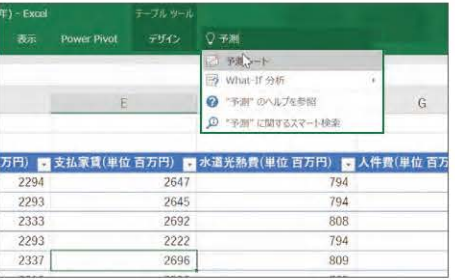 年) - Excel テーブル ツール
表示 Power Pivot デザイン 予測
予測シート
What-If 分析
"予測" のヘルプを参照
"予測" に関するスマート検索
E G
万円) 支払家賃(単位 百万円) 水道光熱費(単位 百万円) 人件費(単位 百万
2294 2647 794
2293 2645 794
2333 2692 808
2293 2222 794
2337 2696 809